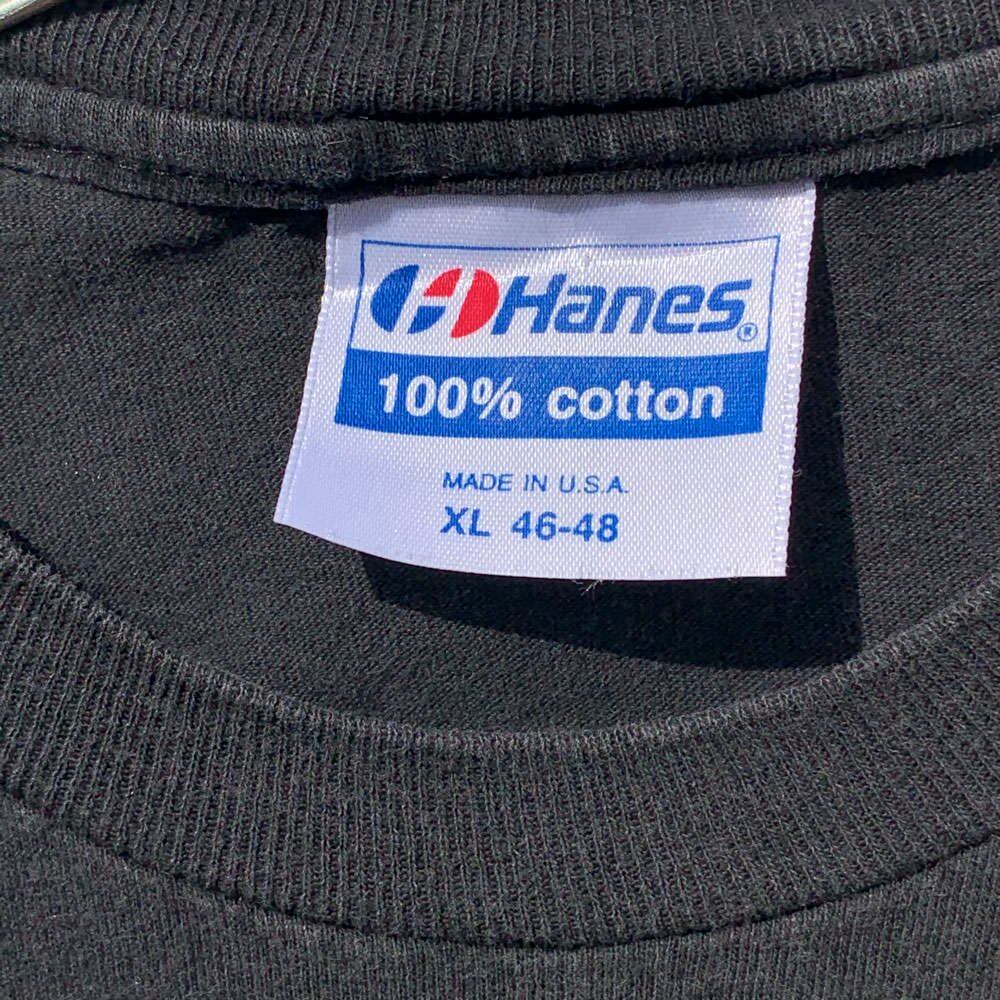 Hanes®
100% cotton
MADE IN U.S.A.
XL 46-48